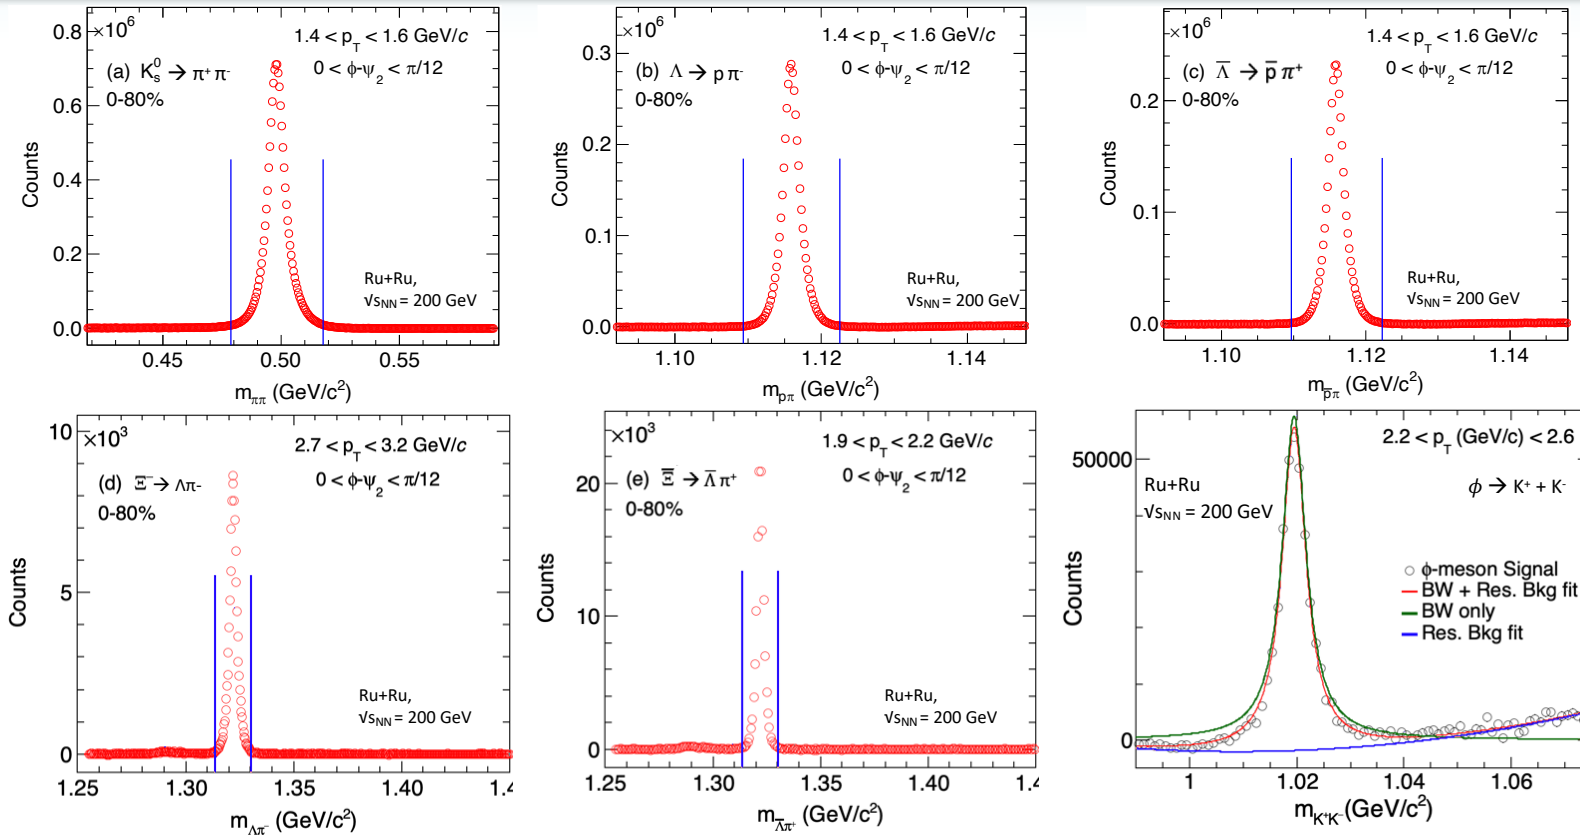 ×10⁶
0.8
0.6
0.4
0.2
0.0
Counts
1.4 < p_T < 1.6 GeV/c
(a) K⁰ₛ → π⁺ π⁻
0 < ϕ-ψ₂ < π/12
0-80%
Ru+Ru,
√s_NN = 200 GeV
0.45 0.50 0.55
m_ππ (GeV/c²)
×10⁶
0.3
0.2
0.1
0.0
Counts
1.4 < p_T < 1.6 GeV/c
(b) Λ → p π⁻
0 < ϕ-ψ₂ < π/12
0-80%
Ru+Ru,
√s_NN = 200 GeV
1.10 1.12 1.14
m_pπ (GeV/c²)
×10⁶
0.2
0.1
0.0
Counts
1.4 < p_T < 1.6 GeV/c
(c) Λ̅ → p̅ π⁺
0 < ϕ-ψ₂ < π/12
0-80%
Ru+Ru,
√s_NN = 200 GeV
1.10 1.12 1.14
m_p̅π (GeV/c²)
×10³
10
5
0
Counts
2.7 < p_T < 3.2 GeV/c
(d) Ξ⁻ → Λπ-
0 < ϕ-ψ₂ < π/12
0-80%
Ru+Ru,
√s_NN = 200 GeV
1.25 1.30 1.35 1.40 1.4
m_Λπ⁻ (GeV/c²)
×10³
20
10
0
Counts
1.9 < p_T < 2.2 GeV/c
(e) Ξ̅ → Λ̅ π⁺
0 < ϕ-ψ₂ < π/12
0-80%
Ru+Ru,
√s_NN = 200 GeV
1.25 1.30 1.35 1.40 1.4
m_Λ̅π⁺ (GeV/c²)
50000
0
Counts
2.2 < p_T (GeV/c) < 2.6
Ru+Ru
√s_NN = 200 GeV
ϕ → K⁺ + K⁻
ϕ-meson Signal
BW + Res. Bkg fit
BW only
Res. Bkg fit
1 1.02 1.04 1.06
m_K⁺K⁻(GeV/c²)